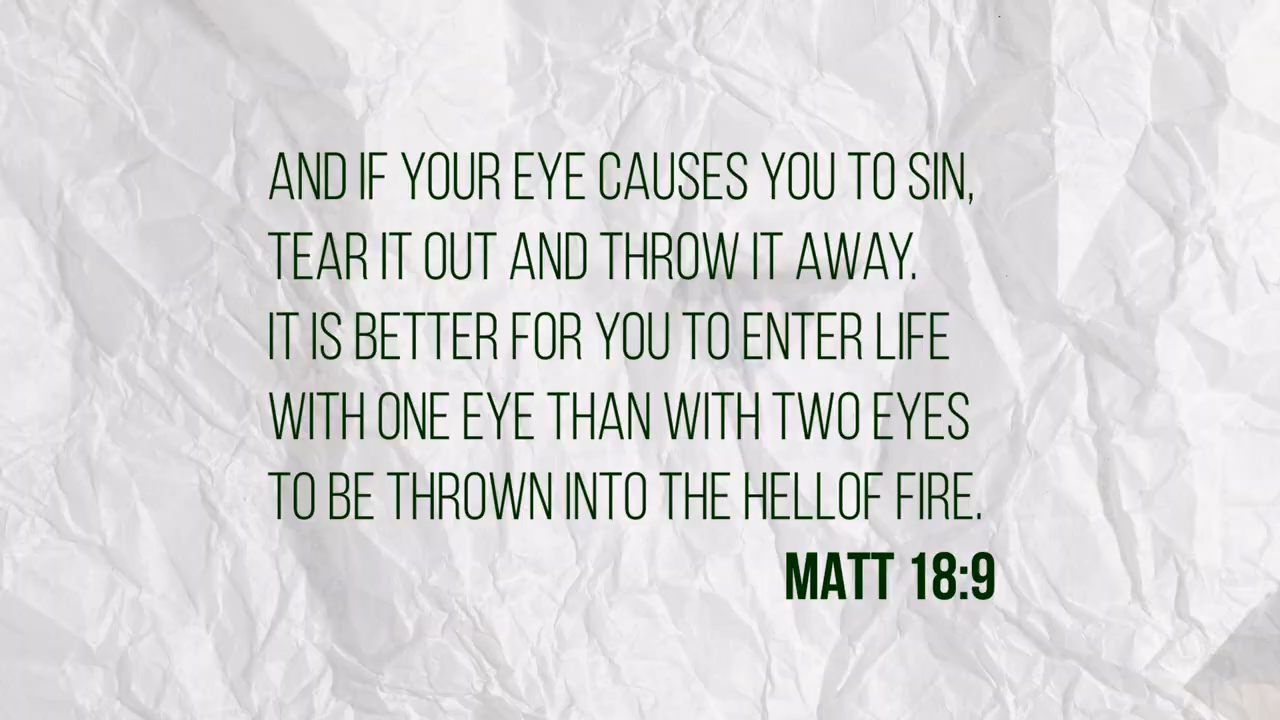 AND IF YOUR EYE CAUSES YOU TO SIN,
TEAR IT OUT AND THROW IT AWAY.
IT IS BETTER FOR YOU TO ENTER LIFE
WITH ONE EYE THAN WITH TWO EYES
TO BE THROWN INTO THE HELLOF FIRE.
MATT 18:9